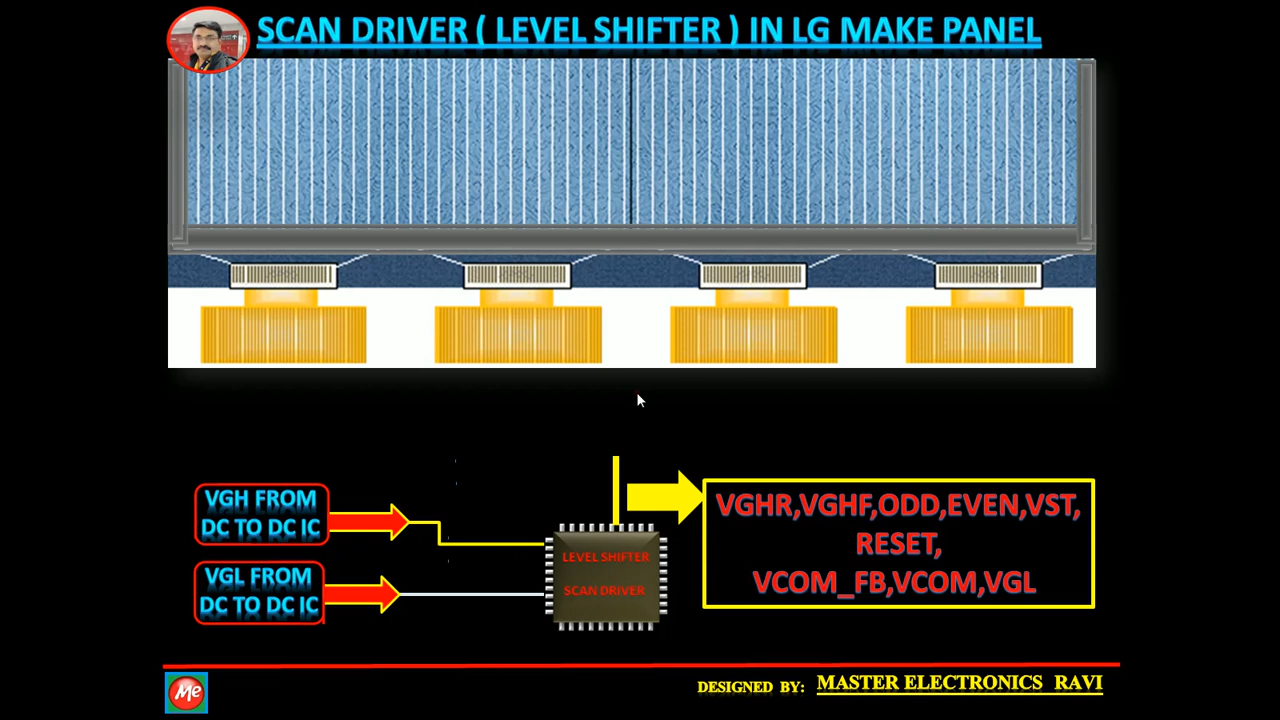 SCAN DRIVER ( LEVEL SHIFTER ) IN LG MAKE PANEL
VGH FROM
DC TO DC IC
VGL FROM
DC TO DC IC
LEVEL SHIFTER
SCAN DRIVER
VGHR,VGHF,ODD,EVEN,VST,
RESET,
VCOM_FB,VCOM,VGL
Me
DESIGNED BY: MASTER ELECTRONICS RAVI